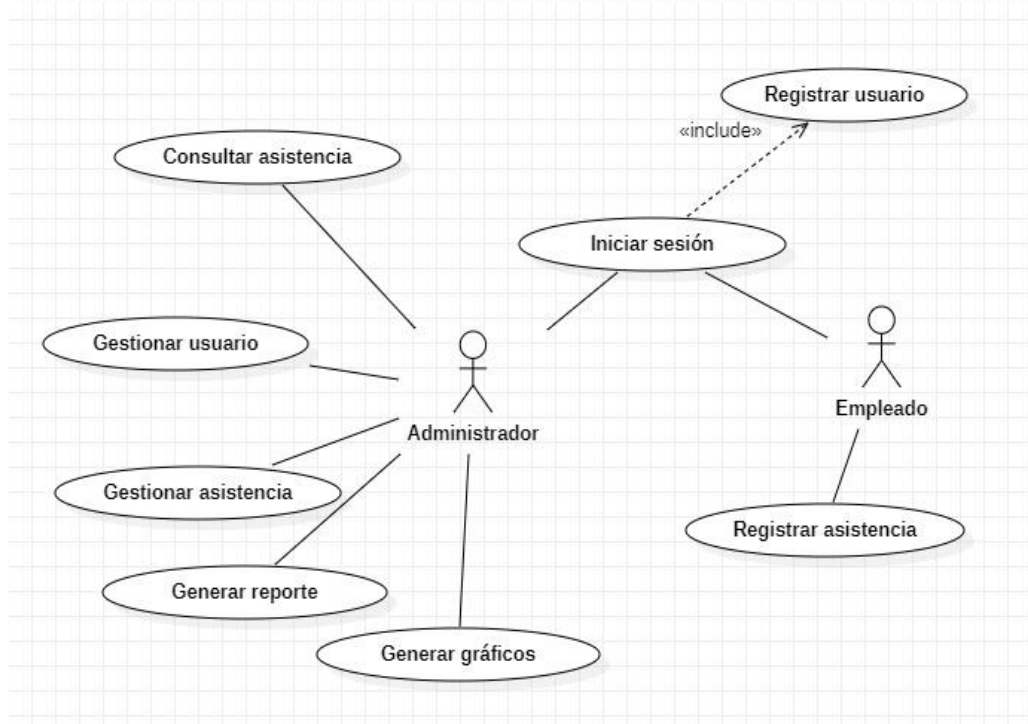 Registrar usuario
«include»
Consultar asistencia
Iniciar sesión
Gestionar usuario
Empleado
Administrador
Gestionar asistencia
Registrar asistencia
Generar reporte
Generar gráficos